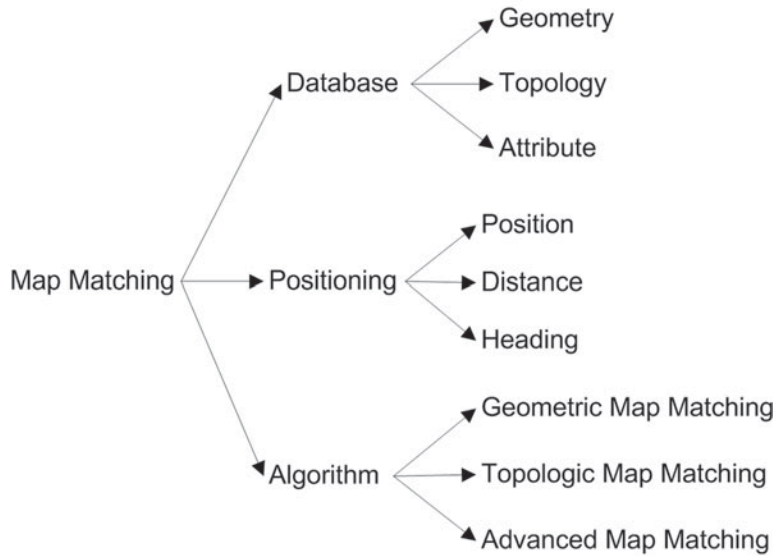 Map Matching
Database
Geometry
Topology
Attribute
Positioning
Position
Distance
Heading
Algorithm
Geometric Map Matching
Topologic Map Matching
Advanced Map Matching